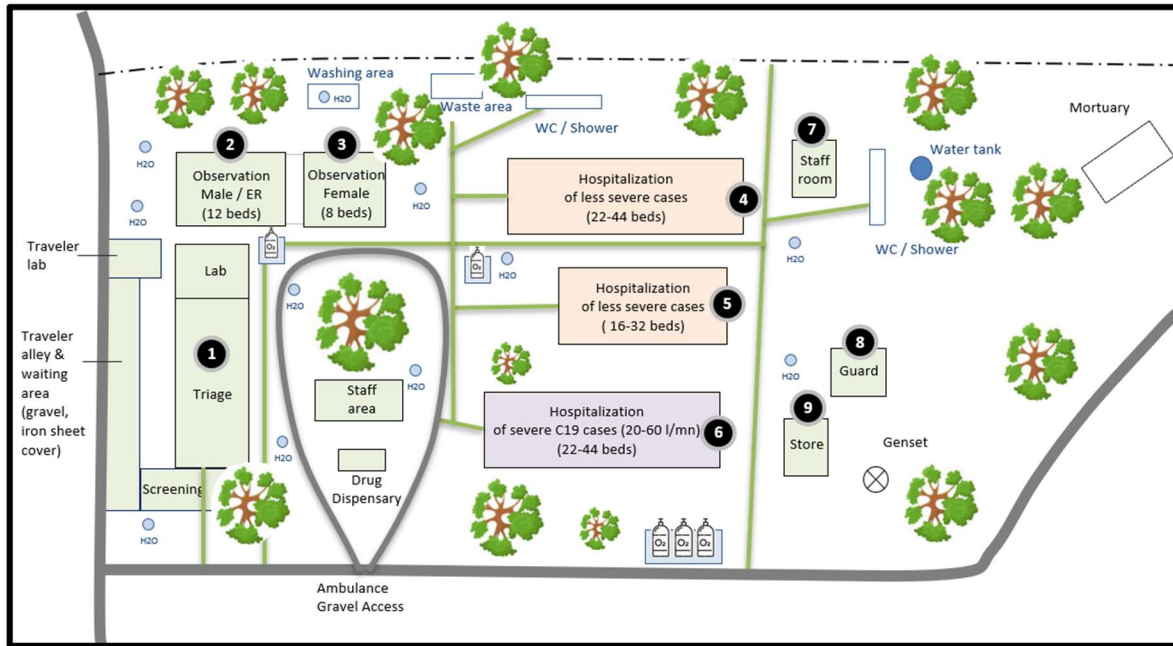 Washing area
H2O
Waste area
WC / Shower
Mortuary
7
Staff
room
Water tank
H2O
2
Observation
Male / ER
(12 beds)
3
Observation
Female
(8 beds)
H2O
Hospitalization
of less severe cases
(22-44 beds)
4
H2O
WC / Shower
H2O
Traveler
lab
Lab
O2
O2
H2O
H2O
Hospitalization
of less severe cases
( 16-32 beds)
5
Traveler
alley &
waiting
area
(gravel,
iron sheet
cover)
1
Triage
Staff
area
H2O
H2O
8
Guard
Hospitalization
of severe C19 cases (20-60 l/mn)
(22-44 beds)
6
9
Store
Genset
H2O
Drug
Dispensary
Screening
H2O
O2
O2
O2
Ambulance
Gravel Access